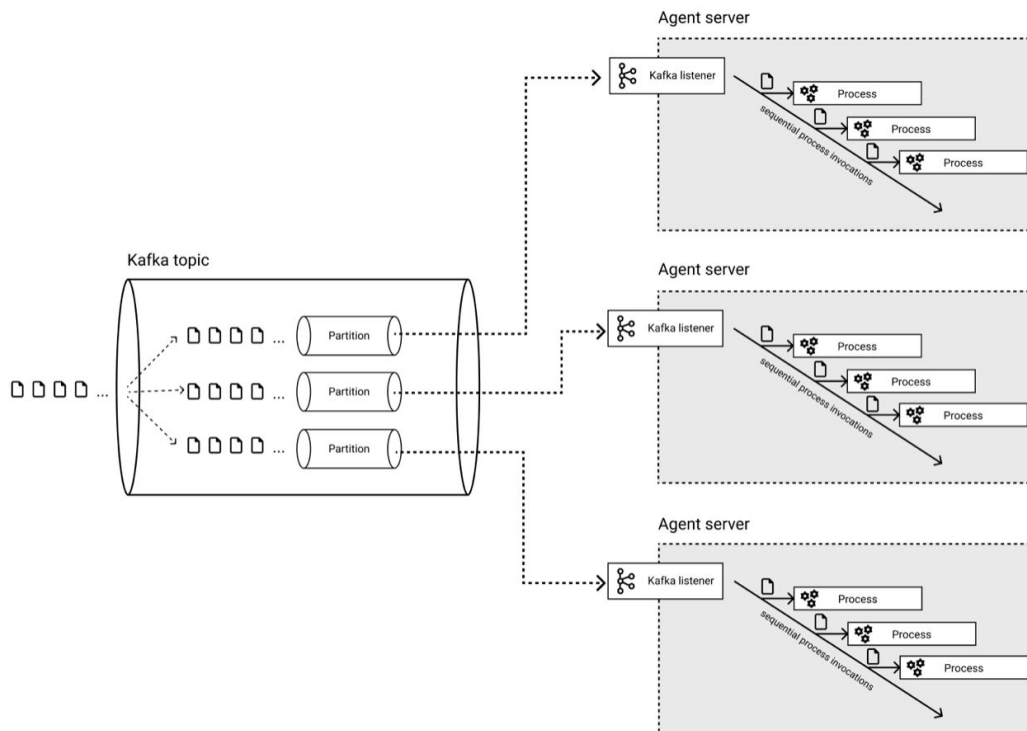 Agent server
Kafka listener
Process
Process
Process
sequential process invocations
Kafka topic
...
Partition
...
Partition
...
Partition
...
Agent server
Kafka listener
Process
Process
Process
sequential process invocations
Agent server
Kafka listener
Process
Process
Process
sequential process invocations